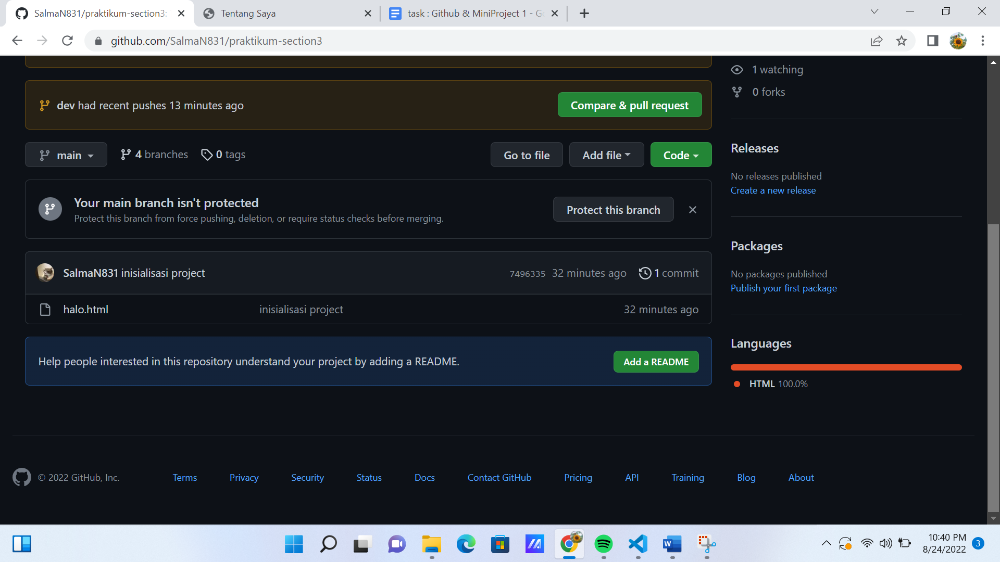 SalmaN831/praktikum-section3:
Tentang Saya
task : Github & MiniProject 1 - Go
github.com/SalmaN831/praktikum-section3
1 watching
0 forks
dev had recent pushes 13 minutes ago
Compare & pull request
main
4 branches
0 tags
Go to file
Add file
Code
Releases
No releases published
Create a new release
Your main branch isn't protected
Protect this branch from force pushing, deletion, or require status checks before merging.
Protect this branch
Packages
No packages published
Publish your first package
SalmaN831 inisialisasi project
7496335 32 minutes ago
1 commit
halo.html
inisialisasi project
32 minutes ago
Help people interested in this repository understand your project by adding a README.
Add a README
Languages
HTML 100.0%
© 2022 GitHub, Inc.
Terms
Privacy
Security
Status
Docs
Contact GitHub
Pricing
API
Training
Blog
About
10:40 PM
8/24/2022
3